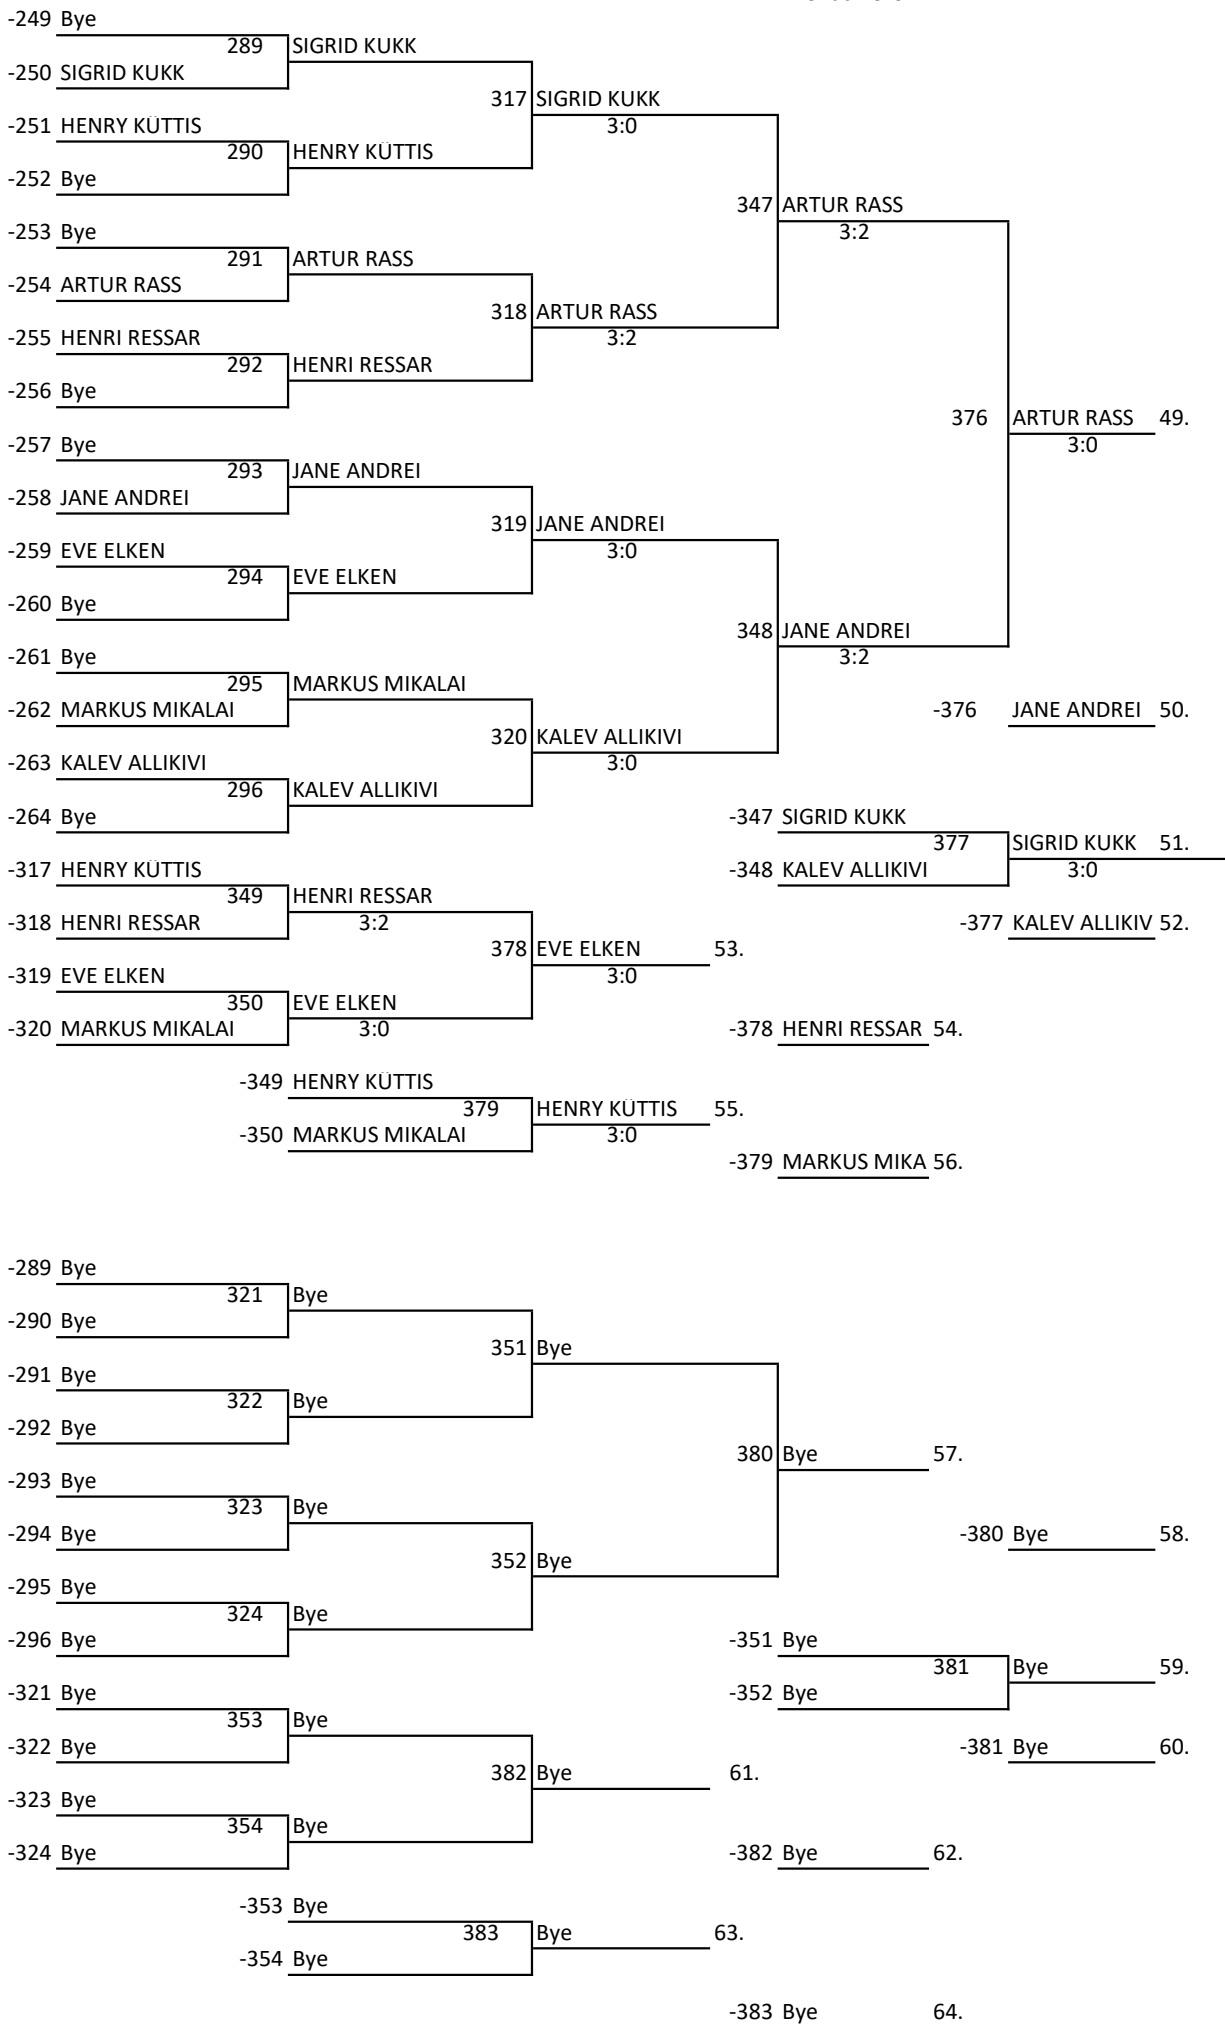 -249 Bye
289 SIGRID KUKK
-250 SIGRID KUKK
317 SIGRID KUKK
-251 HENRY KÜTTIS 3:0
290 HENRY KÜTTIS
-252 Bye
347 ARTUR RASS
-253 Bye 3:2
291 ARTUR RASS
-254 ARTUR RASS
318 ARTUR RASS
-255 HENRI RESSAR 3:2
292 HENRI RESSAR
-256 Bye
376 ARTUR RASS 49.
-257 Bye 3:0
293 JANE ANDREI
-258 JANE ANDREI
319 JANE ANDREI
-259 EVE ELKEN 3:0
294 EVE ELKEN
-260 Bye
348 JANE ANDREI
-261 Bye 3:2
295 MARKUS MIKALAI
-262 MARKUS MIKALAI -376 JANE ANDREI 50.
320 KALEV ALLIKIVI
-263 KALEV ALLIKIVI 3:0
296 KALEV ALLIKIVI
-264 Bye -347 SIGRID KUKK
377 SIGRID KUKK 51.
-317 HENRY KÜTTIS -348 KALEV ALLIKIVI 3:0
349 HENRI RESSAR
-318 HENRI RESSAR 3:2 -377 KALEV ALLIKIV 52.
378 EVE ELKEN 53.
-319 EVE ELKEN 3:0
350 EVE ELKEN
-320 MARKUS MIKALAI 3:0 -378 HENRI RESSAR 54.
-349 HENRY KÜTTIS
379 HENRY KÜTTIS 55.
-350 MARKUS MIKALAI 3:0
-379 MARKUS MIKA 56.
-289 Bye
321 Bye
-290 Bye
351 Bye
-291 Bye
322 Bye
-292 Bye
380 Bye 57.
-293 Bye
323 Bye
-294 Bye -380 Bye 58.
352 Bye
-295 Bye
324 Bye
-296 Bye -351 Bye
381 Bye 59.
-321 Bye -352 Bye
353 Bye
-322 Bye -381 Bye 60.
382 Bye 61.
-323 Bye
354 Bye
-324 Bye -382 Bye 62.
-353 Bye
383 Bye 63.
-354 Bye
-383 Bye 64.